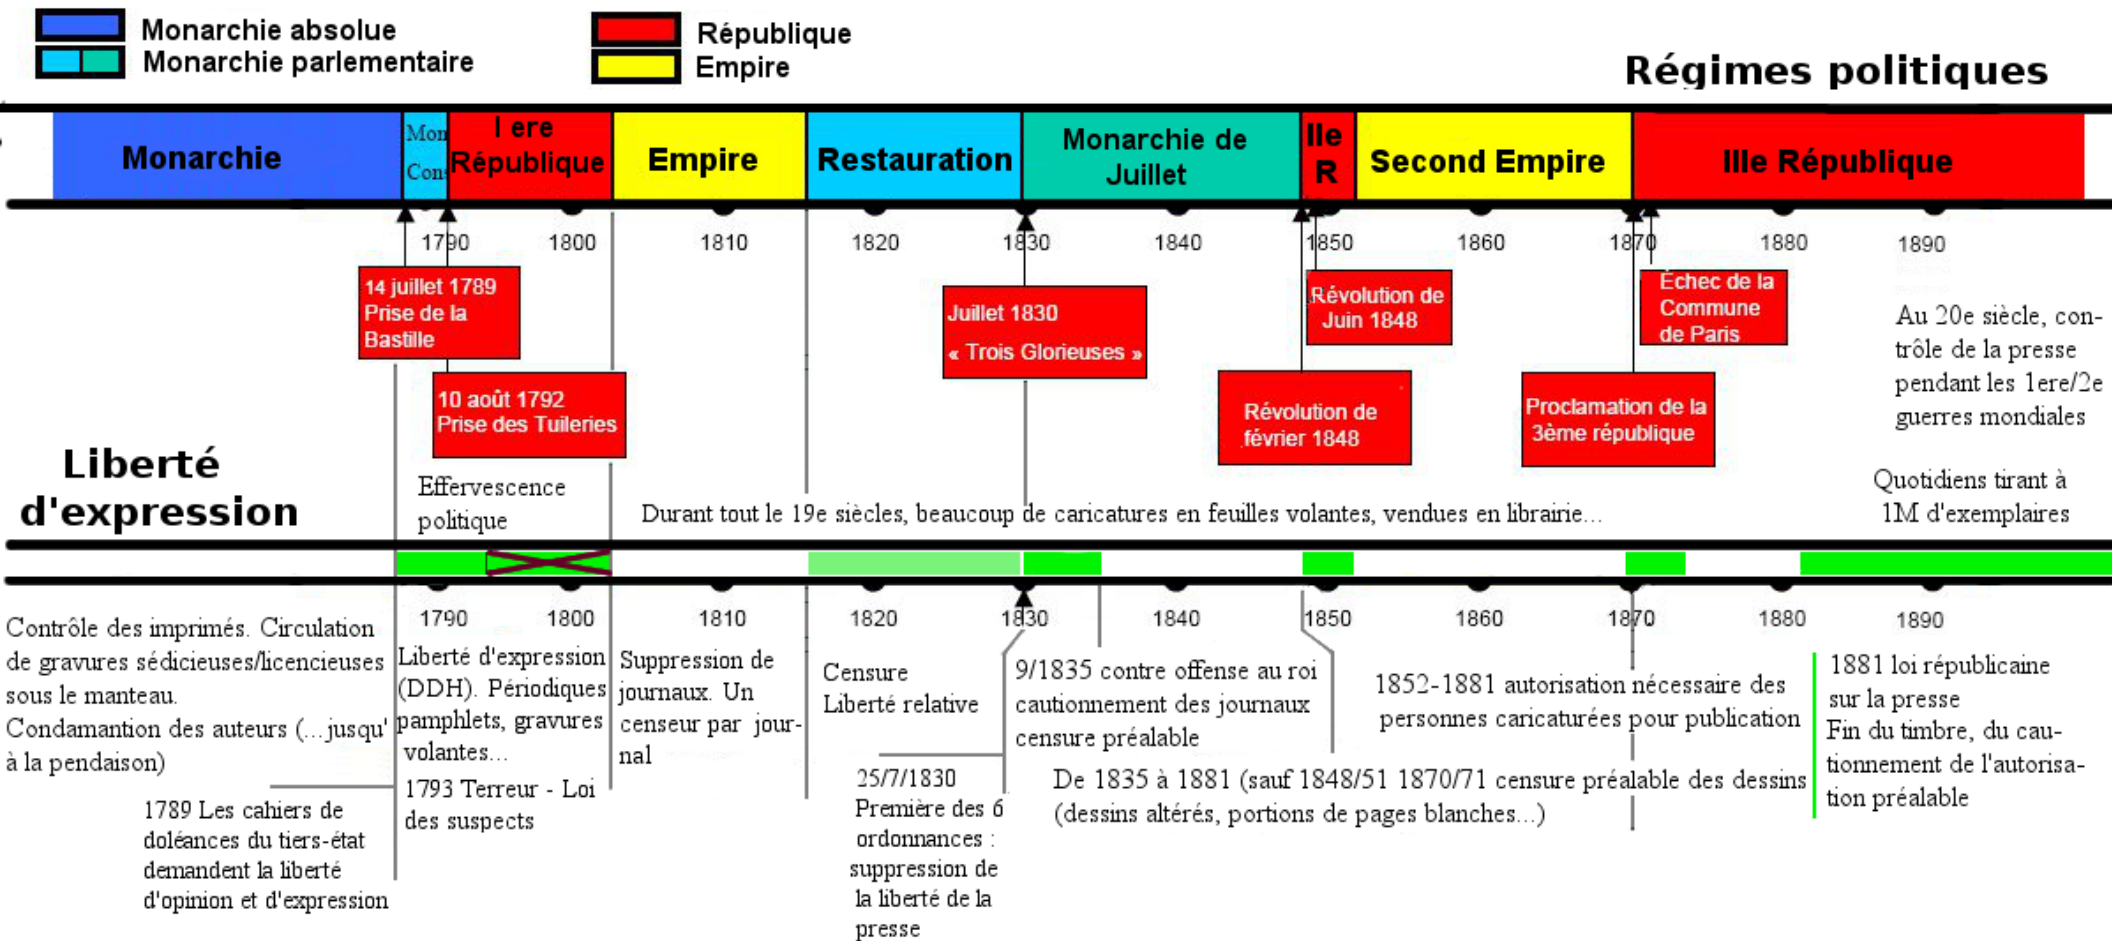 Monarchie absolue
Monarchie parlementaire
République
Empire
Régimes politiques
Monarchie
Mon
Cons
I ere
République
Empire
Restauration
Monarchie de
Juillet
IIe
R
Second Empire
IIIe République
1790
1800
1810
1820
1830
1840
1850
1860
1870
1880
1890
14 juillet 1789
Prise de la
Bastille
10 août 1792
Prise des Tuileries
Juillet 1830
« Trois Glorieuses »
Révolution de
Juin 1848
Révolution de
février 1848
Échec de la
Commune
de Paris
Proclamation de la
3ème république
Au 20e siècle, con-
trôle de la presse
pendant les 1ere/2e
guerres mondiales
Quotidiens tirant à
1M d'exemplaires
Liberté
d'expression
Effervescence
politique
Durant tout le 19e siècles, beaucoup de caricatures en feuilles volantes, vendues en librairie...
1790
1800
1810
1820
1830
1840
1850
1860
1870
1880
1890
Contrôle des imprimés. Circulation
de gravures sédicieuses/licencieuses
sous le manteau.
Condamantion des auteurs (...jusqu'
à la pendaison)
1789 Les cahiers de
doléances du tiers-état
demandent la liberté
d'opinion et d'expression
Liberté d'expression
(DDH). Périodiques
pamphlets, gravures
volantes...
1793 Terreur - Loi
des suspects
Suppression de
journaux. Un
censeur par jour-
nal
Censure
Liberté relative
25/7/1830
Première des 6
ordonnances :
suppression de
la liberté de la
presse
9/1835 contre offense au roi
cautionnement des journaux
censure préalable
De 1835 à 1881 (sauf 1848/51 1870/71 censure préalable des dessins
(dessins altérés, portions de pages blanches...)
1852-1881 autorisation nécessaire des
personnes caricaturées pour publication
1881 loi républicaine
sur la presse
Fin du timbre, du cau-
tionnement de l'autorisa-
tion préalable